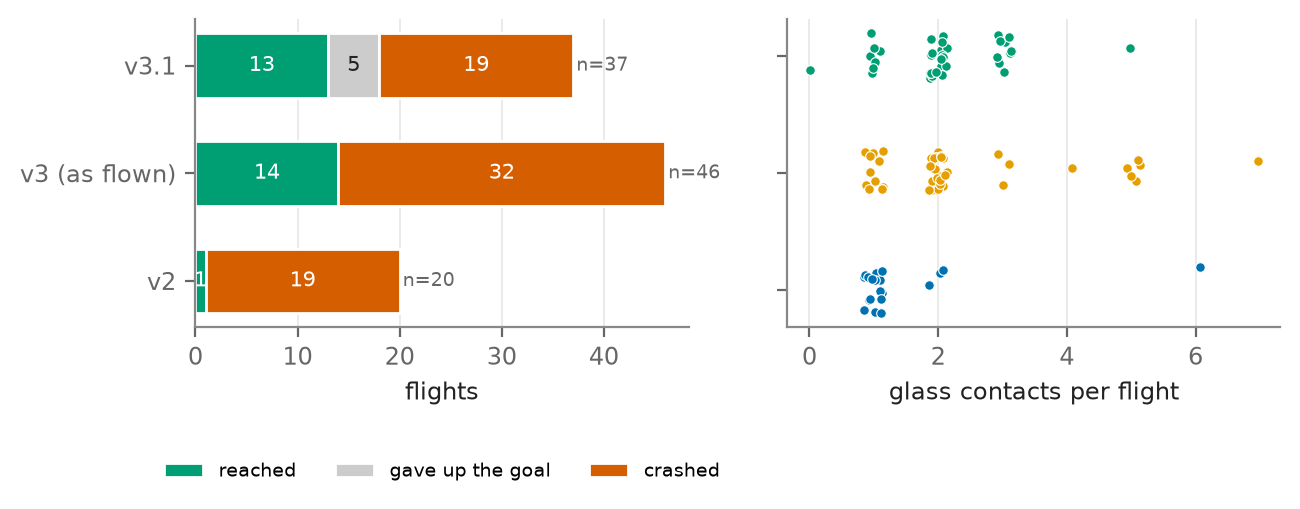 v3.1
13
5
19
n=37
v3 (as flown)
14
32
n=46
v2
1
19
n=20
0 10 20 30 40
flights
0 2 4 6
glass contacts per flight
reached gave up the goal crashed